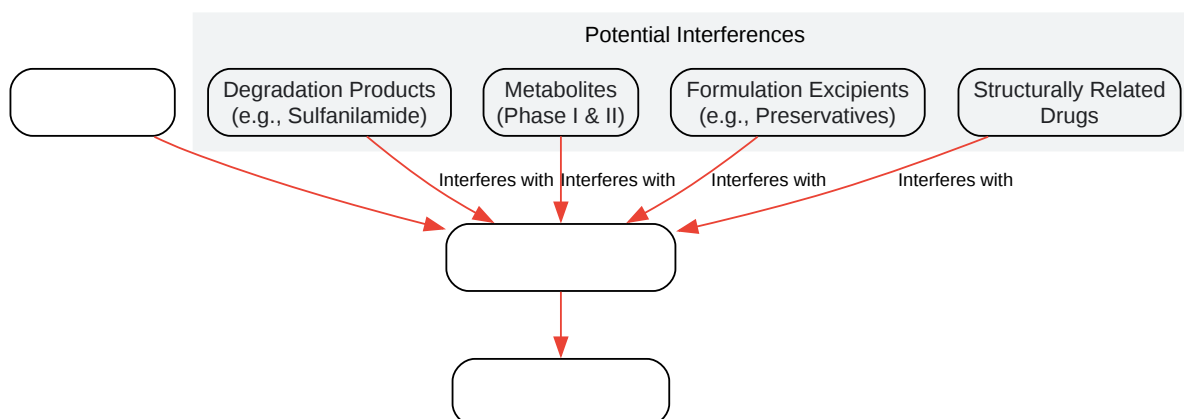 Potential Interferences
Degradation Products
(e.g., Sulfanilamide)
Metabolites
(Phase I & II)
Formulation Excipients
(e.g., Preservatives)
Structurally Related
Drugs
Interferes with
Interferes with
Interferes with
Interferes with